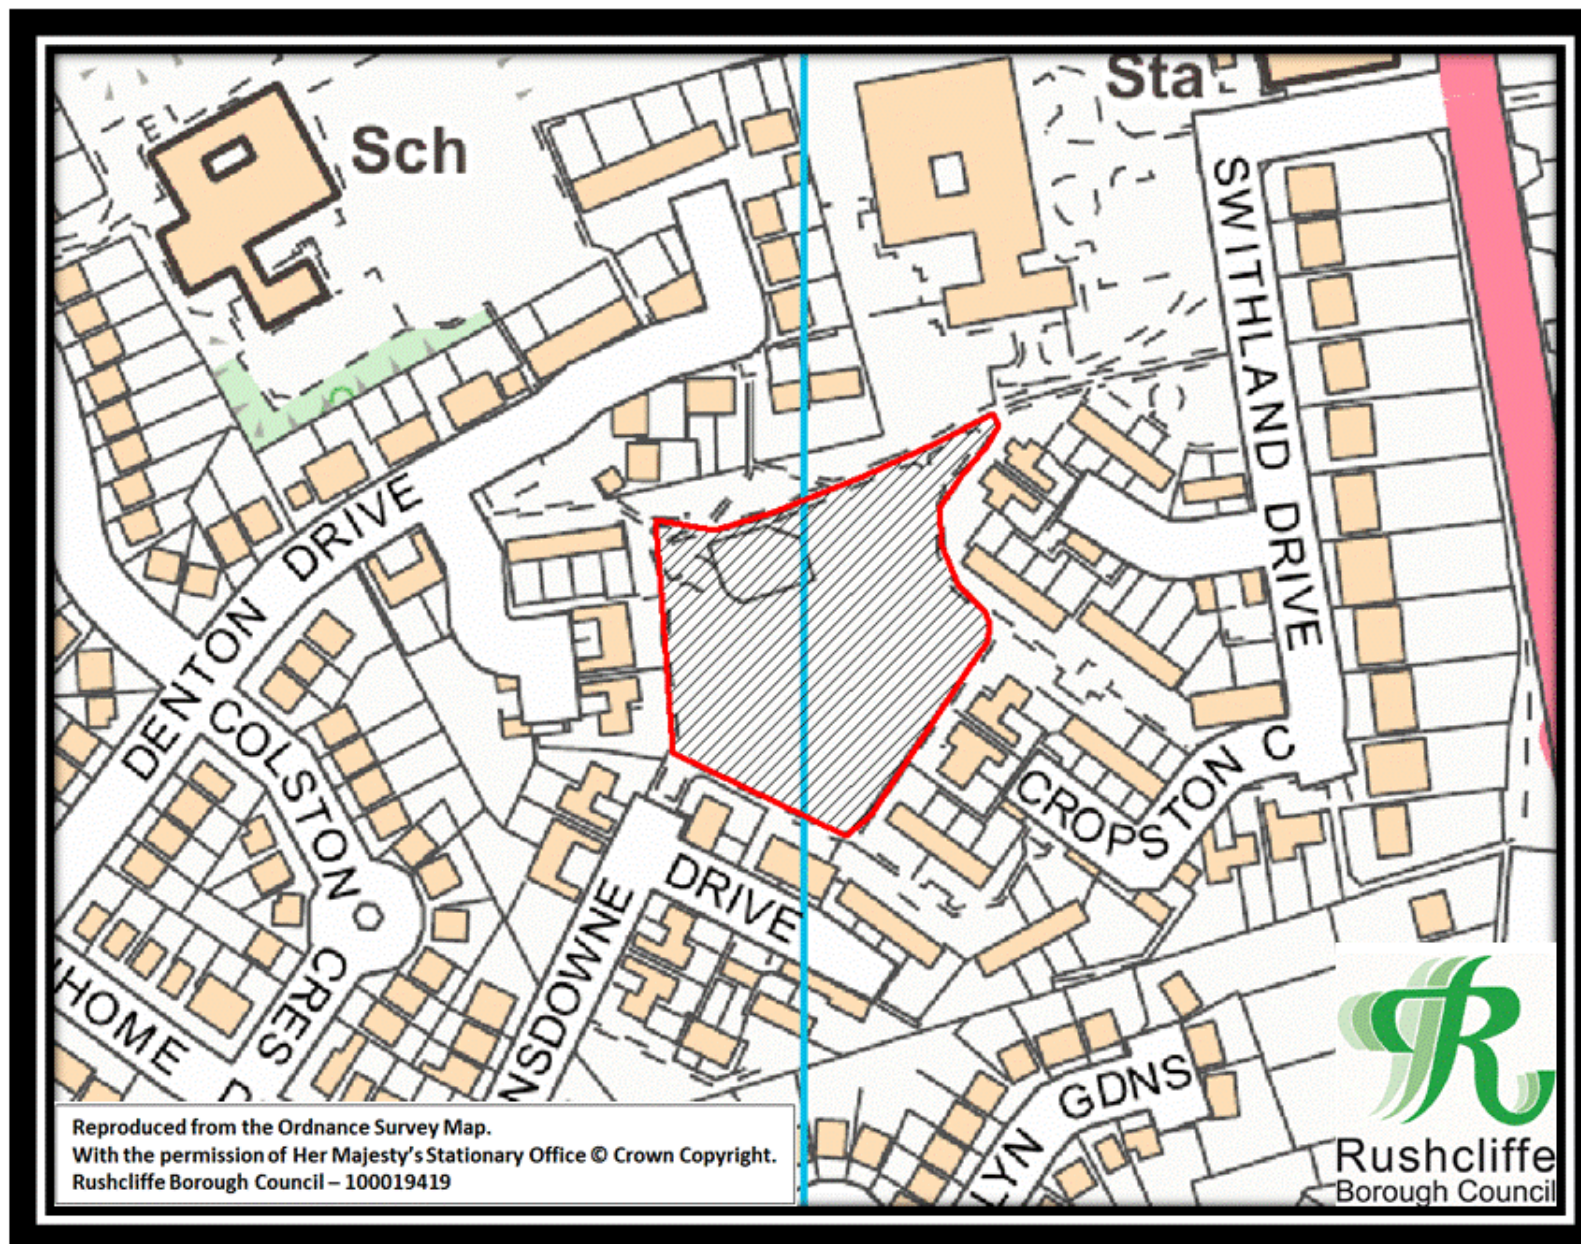 Sta
Sch
SWITHLAND DRIVE
DENTON DRIVE
COLSTON CRES
CROPSTON C
DRIVE
NSDOWNE
HOME D
GDNS
LYN
Reproduced from the Ordnance Survey Map.
With the permission of Her Majesty's Stationary Office © Crown Copyright.
Rushcliffe Borough Council – 100019419
R
Rushcliffe
Borough Council